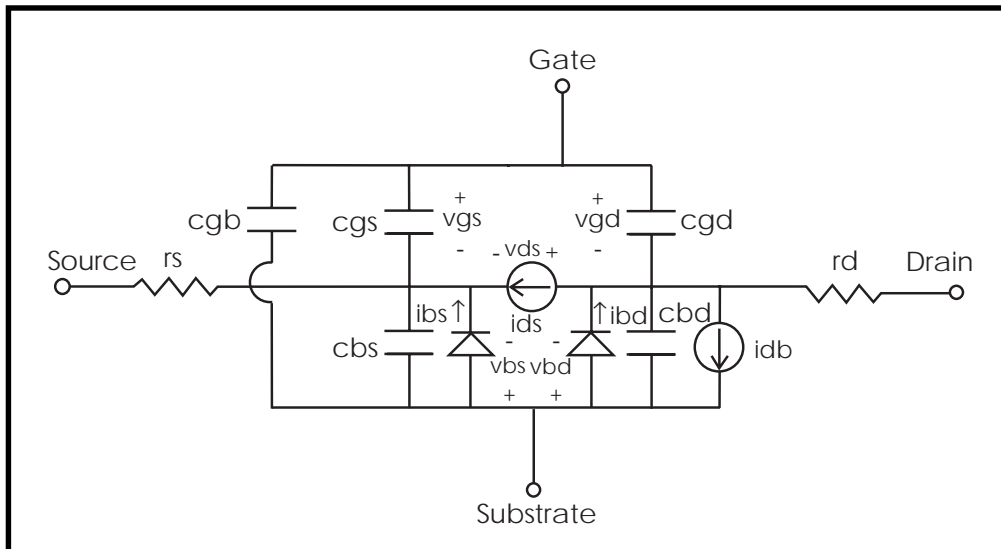 Gate
cgb
cgs
+
vgs
-
+
vgd
-
cgd
Source
rs
- vds +
ids
rd
Drain
cbs
ibs ↑
-
vbs
+
↑ ibd
-
vbd
+
cbd
idb
Substrate